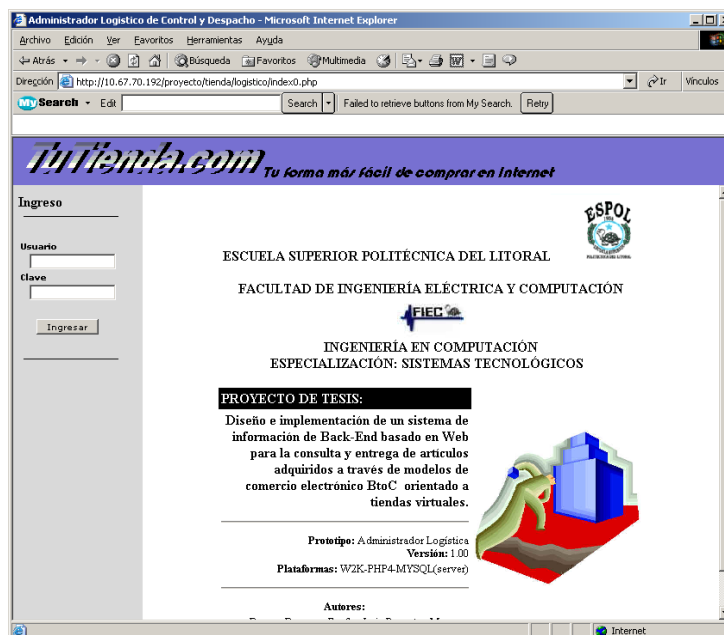 Administrador Logistico de Control y Despacho - Microsoft Internet Explorer
Archivo Edición Ver Favoritos Herramientas Ayuda
Atrás Búsqueda Favoritos Multimedia
Dirección http://10.67.70.192/proyecto/tienda/logistico/index0.php Ir Vínculos
My Search Edit Search Failed to retrieve buttons from My Search. Retry
TuTienda.com Tu forma más fácil de comprar en Internet
Ingreso
Usuario
Clave
Ingresar
ESPOL
ESCUELA SUPERIOR POLITÉCNICA DEL LITORAL
FACULTAD DE INGENIERÍA ELÉCTRICA Y COMPUTACIÓN
FIEC
INGENIERÍA EN COMPUTACIÓN
ESPECIALIZACIÓN: SISTEMAS TECNOLÓGICOS
PROYECTO DE TESIS:
Diseño e implementación de un sistema de
información de Back-End basado en Web
para la consulta y entrega de artículos
adquiridos a través de modelos de
comercio electrónico BtoC orientado a
tiendas virtuales.
Prototipo: Administrador Logística
Versión: 1.00
Plataformas: W2K-PHP4-MYSQL(server)
Autores:
Internet